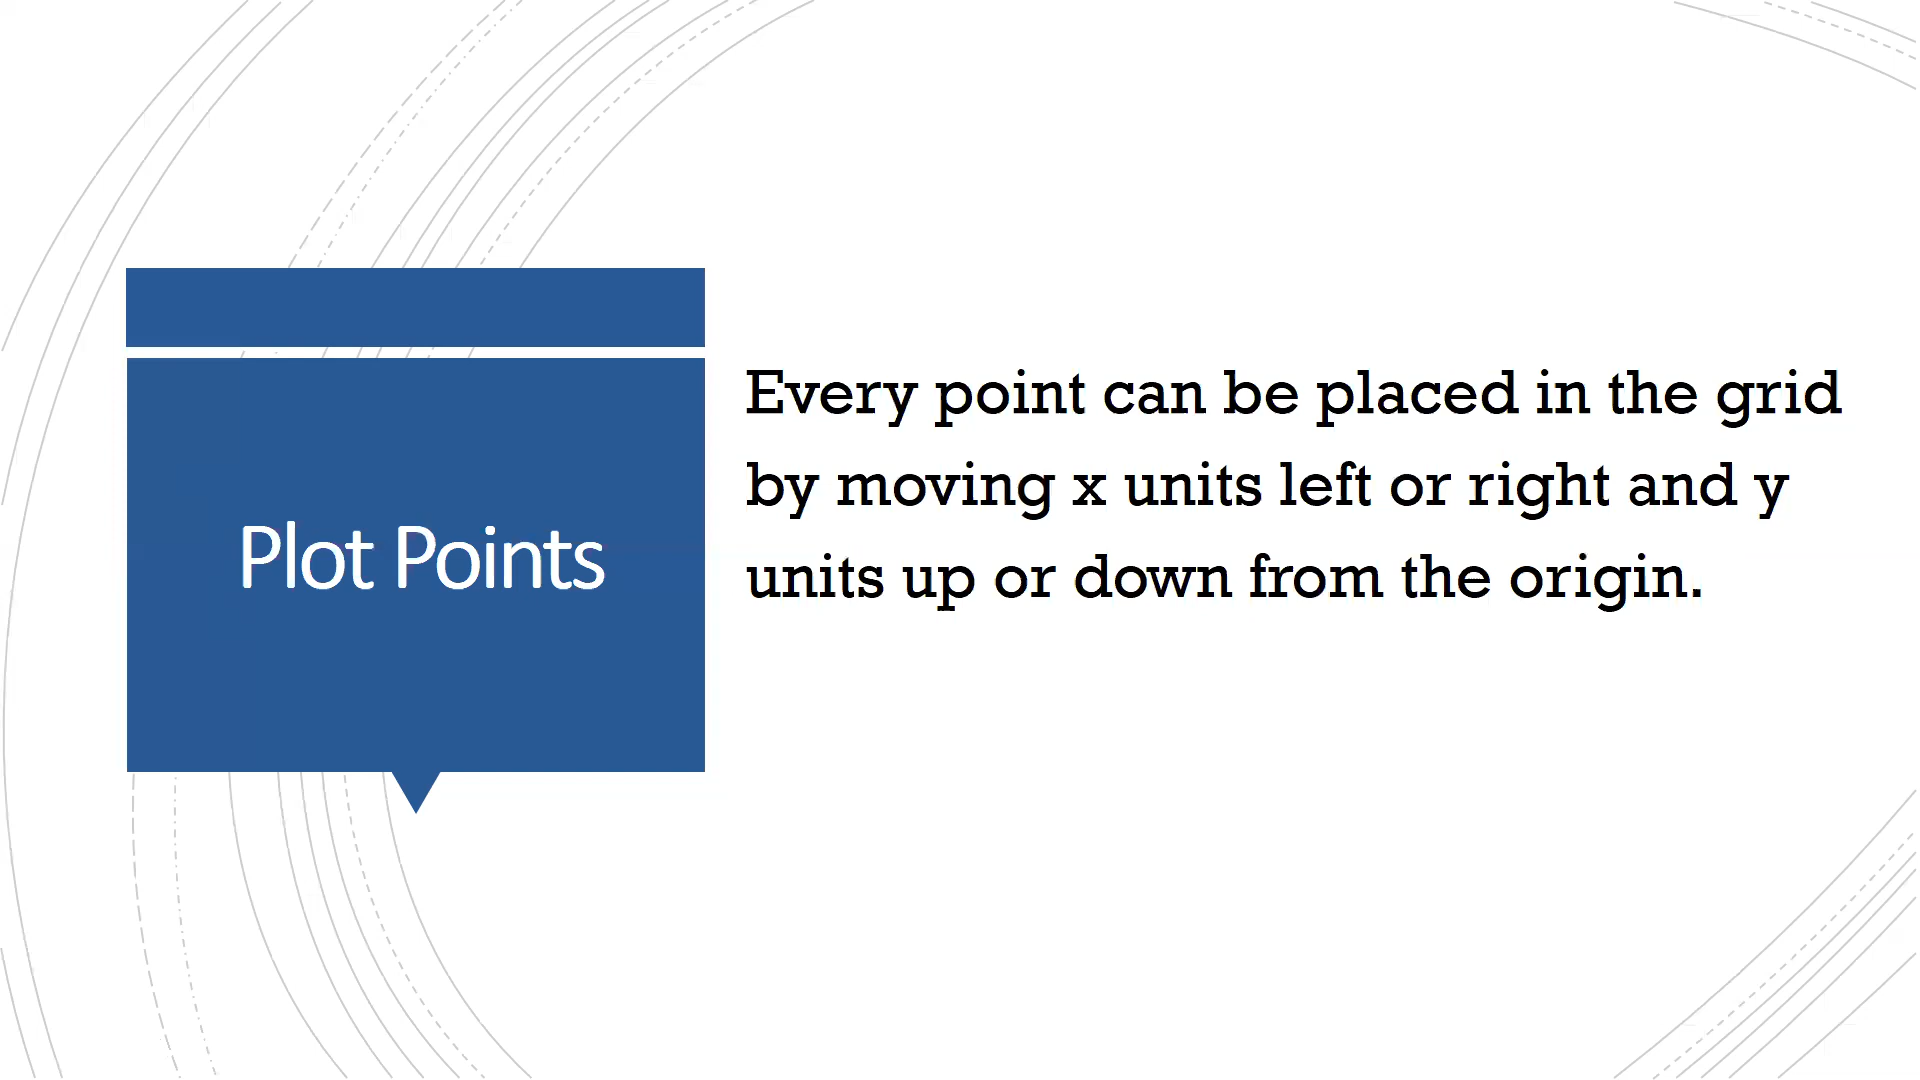 Plot Points
Every point can be placed in the grid
by moving x units left or right and y
units up or down from the origin.